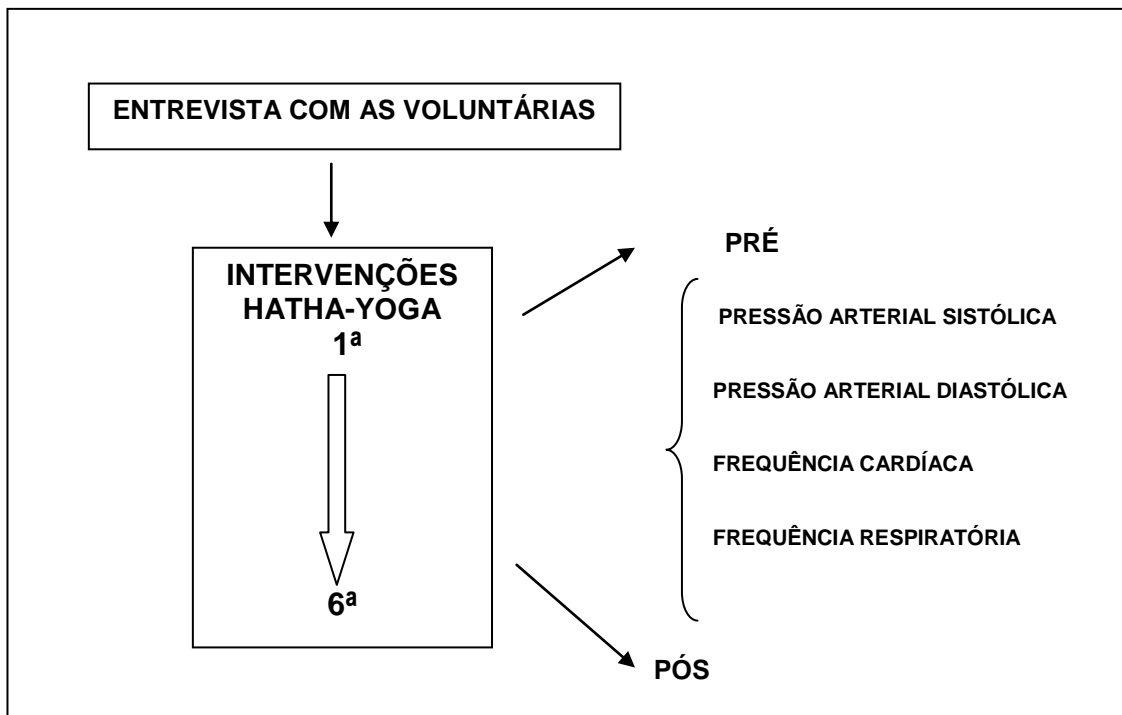 ENTREVISTA COM AS VOLUNTÁRIAS
INTERVENÇÕES
HATHA-YOGA
1ª
6ª
PRÉ
PRESSÃO ARTERIAL SISTÓLICA
PRESSÃO ARTERIAL DIASTÓLICA
FREQUÊNCIA CARDÍACA
FREQUÊNCIA RESPIRATÓRIA
PÓS